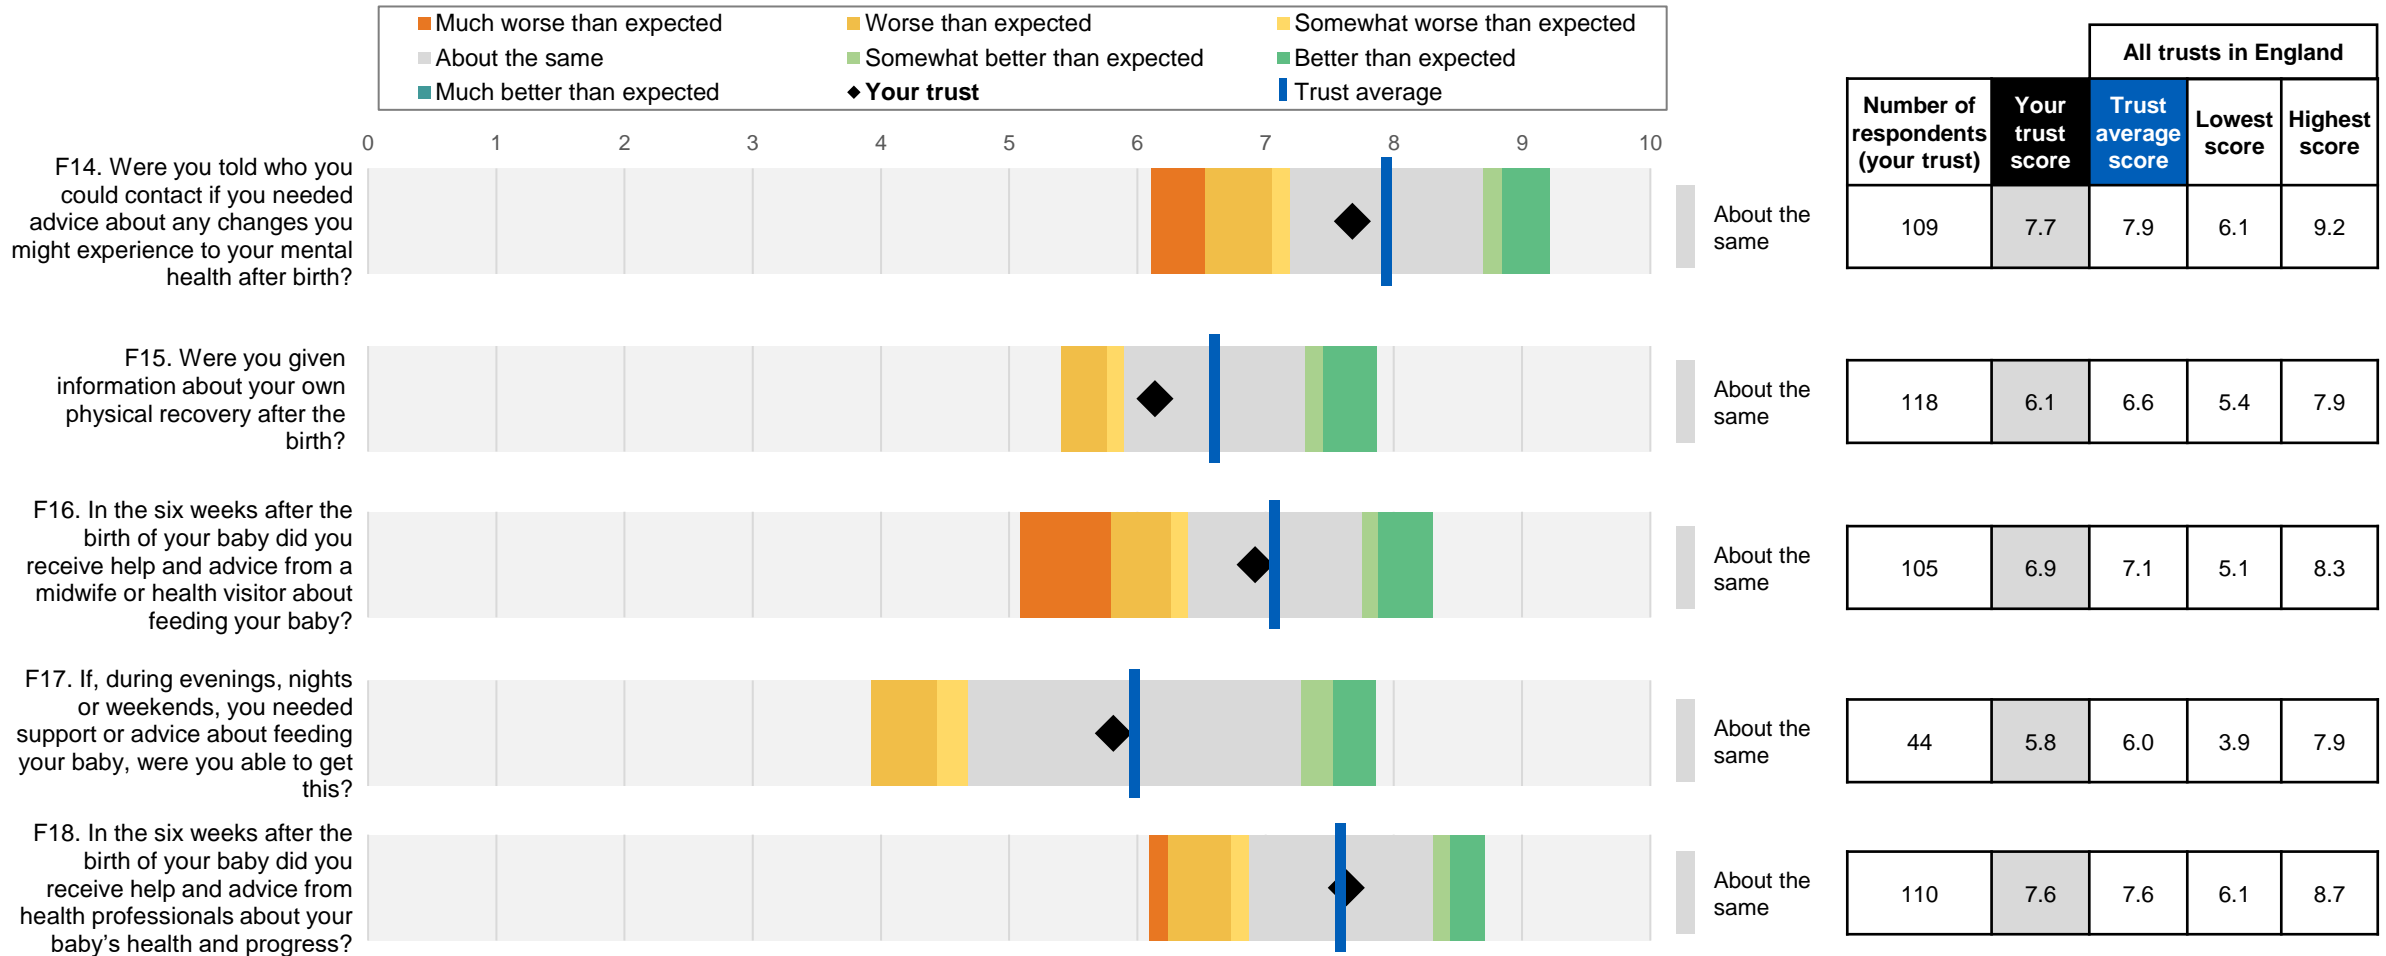 Much worse than expected
Worse than expected
Somewhat worse than expected
About the same
Somewhat better than expected
Better than expected
Much better than expected
Your trust
Trust average
All trusts in England
Number of
respondents
(your trust)
Your
trust
score
Trust
average
score
Lowest
score
Highest
score
0 1 2 3 4 5 6 7 8 9 10
F14. Were you told who you
could contact if you needed
advice about any changes you
might experience to your mental
health after birth?
About the
same
109 7.7 7.9 6.1 9.2
F15. Were you given
information about your own
physical recovery after the
birth?
About the
same
118 6.1 6.6 5.4 7.9
F16. In the six weeks after the
birth of your baby did you
receive help and advice from a
midwife or health visitor about
feeding your baby?
About the
same
105 6.9 7.1 5.1 8.3
F17. If, during evenings, nights
or weekends, you needed
support or advice about feeding
your baby, were you able to get
this?
About the
same
44 5.8 6.0 3.9 7.9
F18. In the six weeks after the
birth of your baby did you
receive help and advice from
health professionals about your
baby’s health and progress?
About the
same
110 7.6 7.6 6.1 8.7